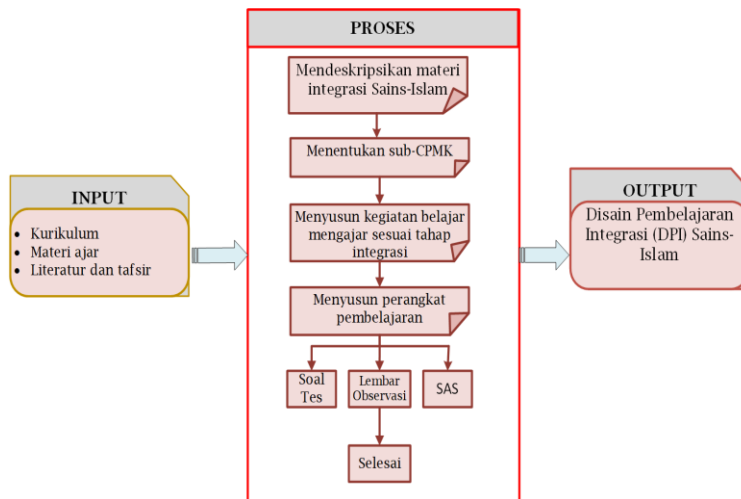 INPUT
• Kurikulum
• Materi ajar
• Literatur dan tafsir
PROSES
Mendeskripsikan materi
integrasi Sains-Islam
Menentukan sub-CPMK
Menyusun kegiatan belajar
mengajar sesuai tahap
integrasi
Menyusun perangkat
pembelajaran
Soal
Tes
Lembar
Observasi
SAS
Selesai
OUTPUT
Disain Pembelajaran
Integrasi (DPI) Sains-
Islam